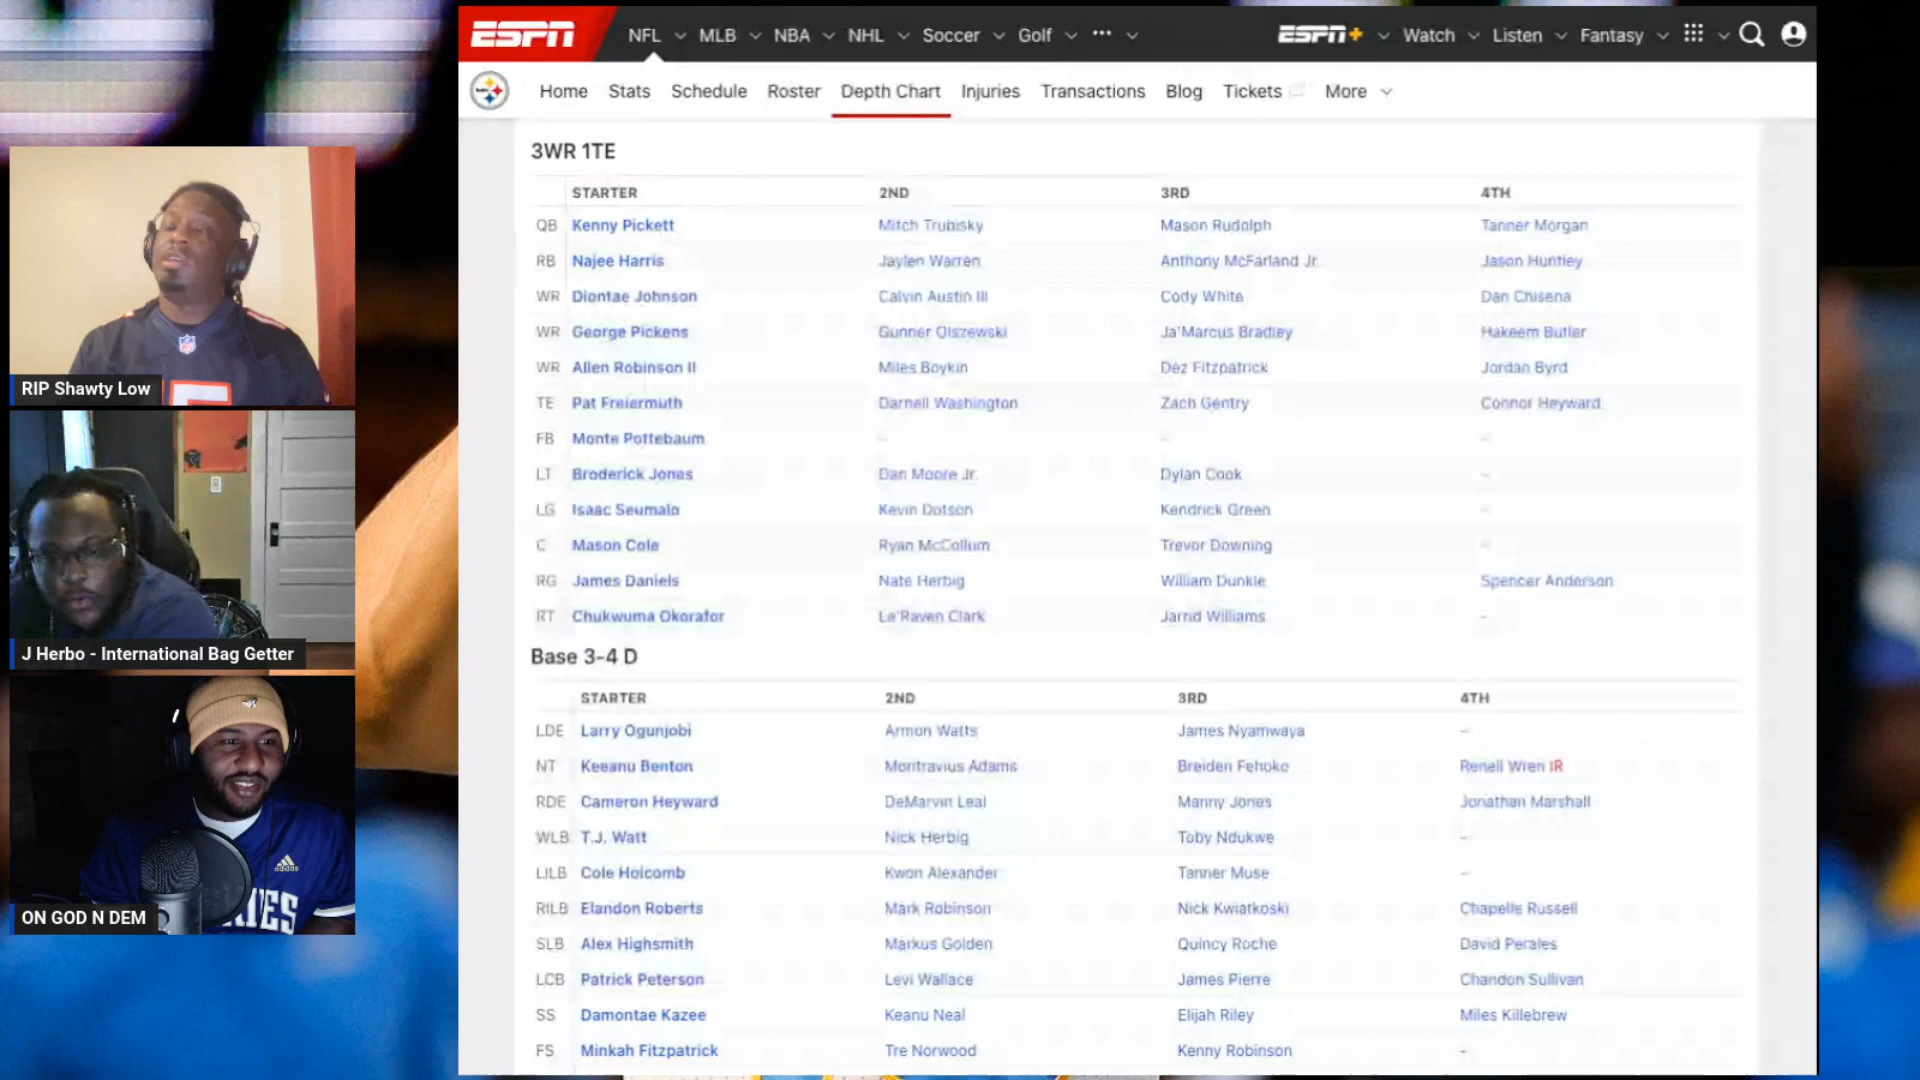 ESPN NFL MLB NBA NHL Soccer Golf ••• ESPN+ Watch Listen Fantasy
Home Stats Schedule Roster Depth Chart Injuries Transactions Blog Tickets More
3WR 1TE
STARTER 2ND 3RD 4TH
QB Kenny Pickett Mitch Trubisky Mason Rudolph Tanner Morgan
RB Najee Harris Jaylen Warren Anthony McFarland Jr. Jason Huntley
WR Diontae Johnson Calvin Austin III Cody White Dan Chisena
WR George Pickens Gunner Olszewski Ja'Marcus Bradley Hakeem Butler
WR Allen Robinson II Miles Boykin Dez Fitzpatrick Jordan Byrd
TE Pat Freiermuth Darnell Washington Zach Gentry Connor Heyward
FB Monte Pottebaum - - -
LT Broderick Jones Dan Moore Jr. Dylan Cook -
LG Isaac Seumalo Kevin Dotson Kendrick Green -
C Mason Cole Ryan McCollum Trevor Downing -
RG James Daniels Nate Herbig William Dunkle Spencer Anderson
RT Chukwuma Okorafor Le'Raven Clark Jarrid Williams -
Base 3-4 D
STARTER 2ND 3RD 4TH
LDE Larry Ogunjobi Armon Watts James Nyamwaya -
NT Keeanu Benton Montravius Adams Breiden Fehoko Renell Wren IR
RDE Cameron Heyward DeMarvin Leal Manny Jones Jonathan Marshall
WLB T.J. Watt Nick Herbig Toby Ndukwe -
LILB Cole Holcomb Kwon Alexander Tanner Muse -
RILB Elandon Roberts Mark Robinson Nick Kwiatkoski Chapelle Russell
SLB Alex Highsmith Markus Golden Quincy Roche David Perales
LCB Patrick Peterson Levi Wallace James Pierre Chandon Sullivan
SS Damontae Kazee Keanu Neal Elijah Riley Miles Killebrew
FS Minkah Fitzpatrick Tre Norwood Kenny Robinson -
NFL
RIP Shawty Low
J Herbo - International Bag Getter
adidas
ON GOD N DEM